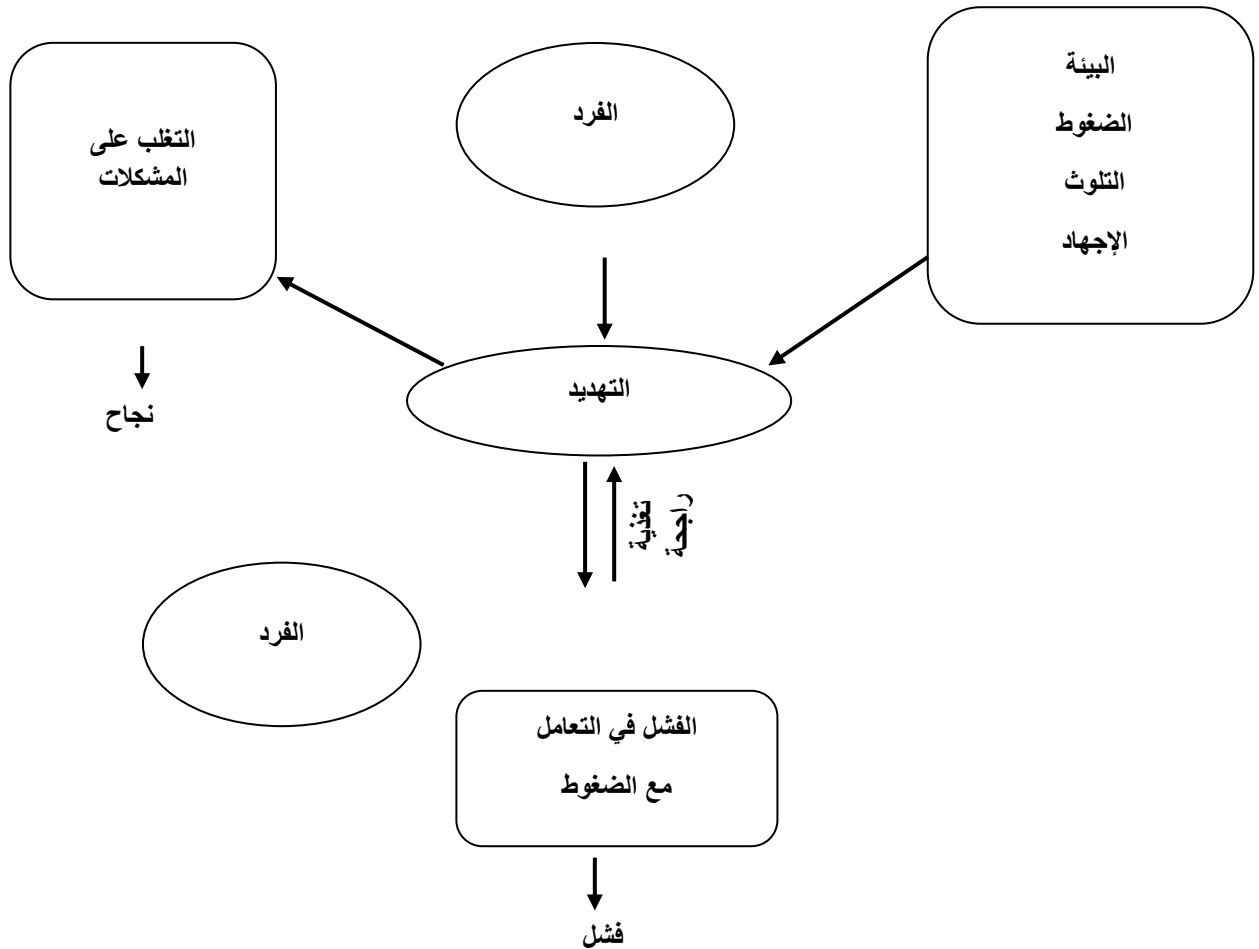 البيئة
الضغوط
التلوث
الإجهاد
الفرد
التغلب على
المشكلات
التهديد
نجاح
تغذية
راجعة
الفرد
الفشل في التعامل
مع الضغوط
فشل